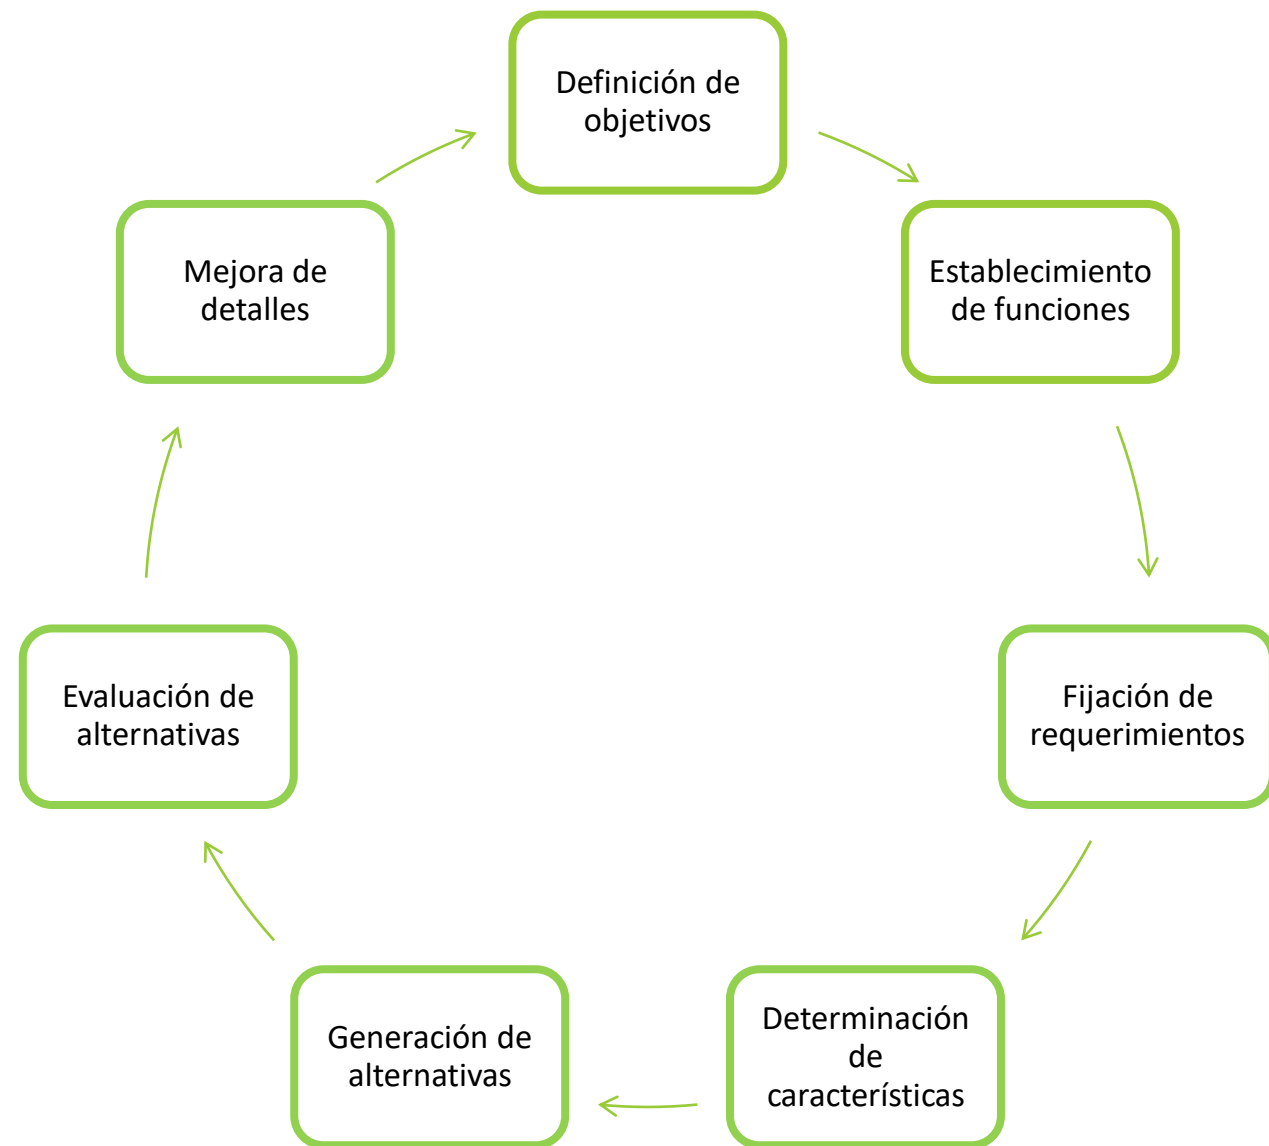 Definición de
objetivos
Establecimiento
de funciones
Fijación de
requerimientos
Determinación
de
característícas
Generación de
alternativas
Evaluación de
alternativas
Mejora de
detalles